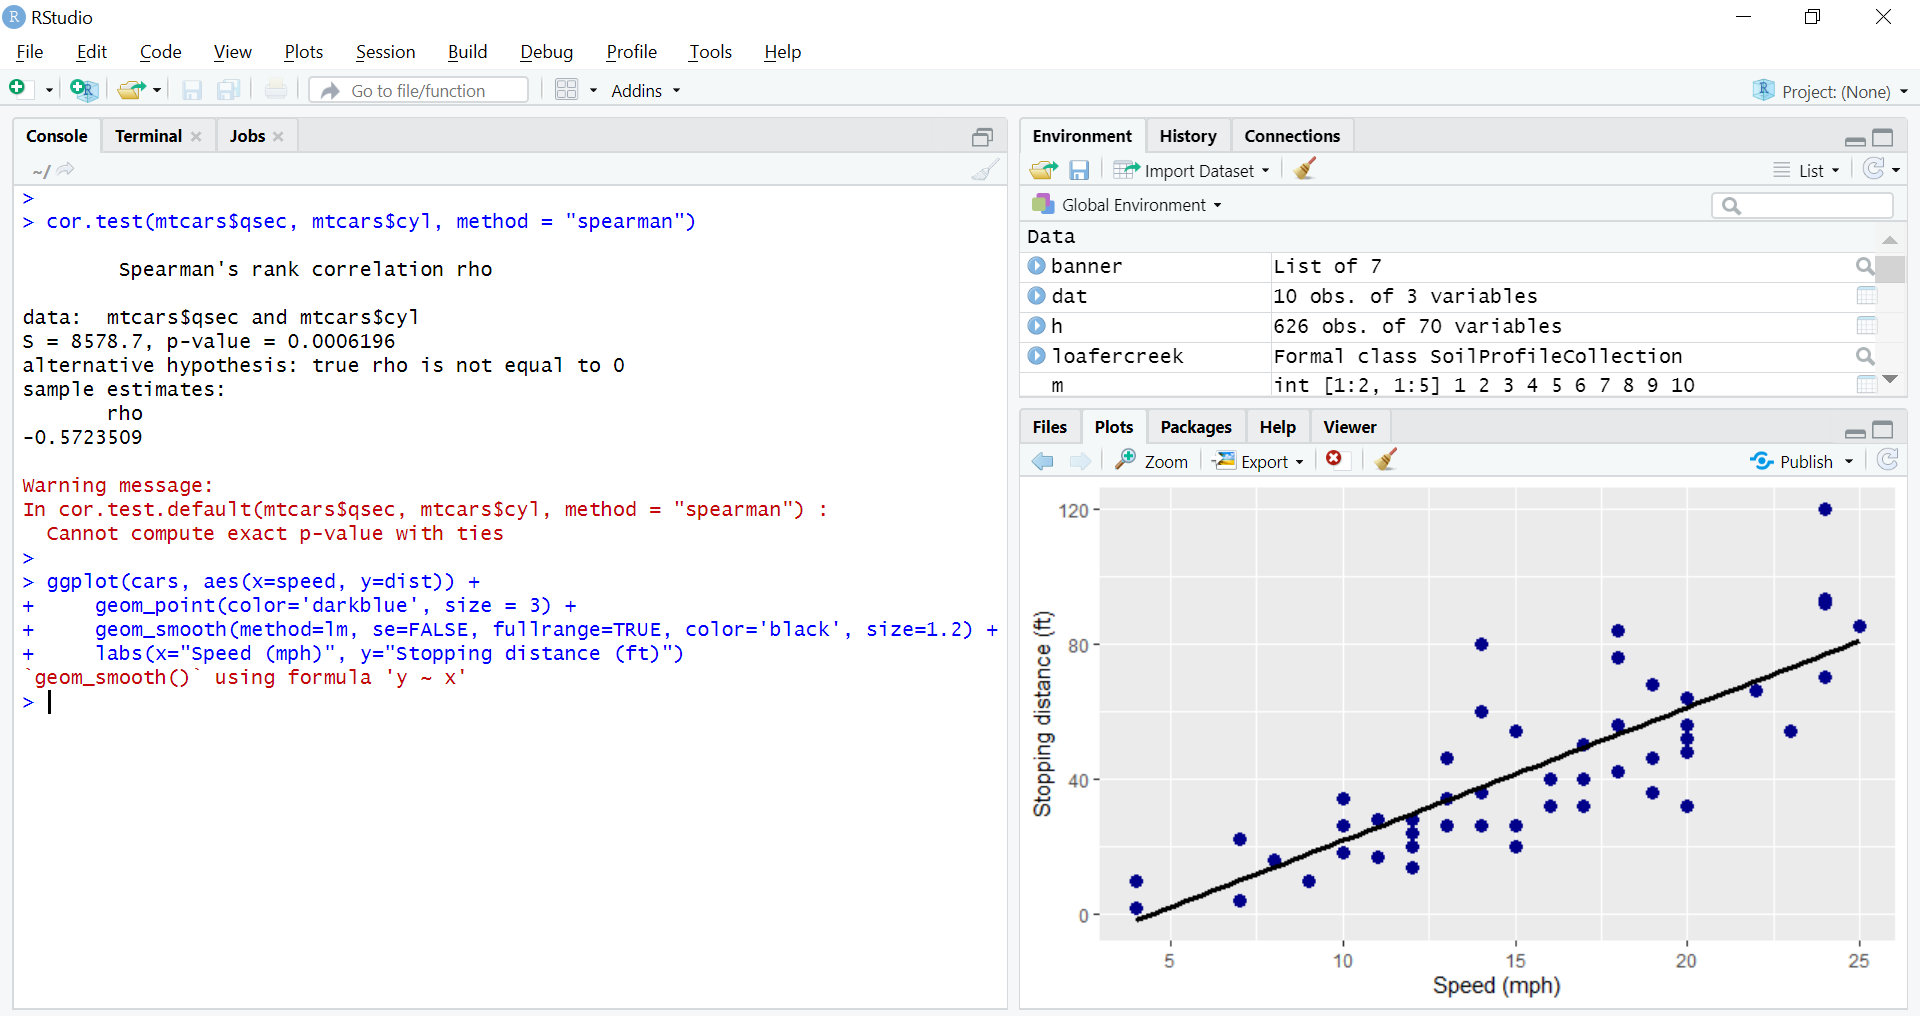 RStudio
File Edit Code View Plots Session Build Debug Profile Tools Help
Go to file/function Addins Project: (None)
Console Terminal Jobs
~/
>
> cor.test(mtcars$qsec, mtcars$cyl, method = "spearman")
Spearman's rank correlation rho
data:  mtcars$qsec and mtcars$cyl
S = 8578.7, p-value = 0.0006196
alternative hypothesis: true rho is not equal to 0
sample estimates:
rho
-0.5723509
Warning message:
In cor.test.default(mtcars$qsec, mtcars$cyl, method = "spearman") :
Cannot compute exact p-value with ties
>
> ggplot(cars, aes(x=speed, y=dist)) +
+     geom_point(color='darkblue', size = 3) +
+     geom_smooth(method=lm, se=FALSE, fullrange=TRUE, color='black', size=1.2) +
+     labs(x="Speed (mph)", y="Stopping distance (ft)")
`geom_smooth()` using formula 'y ~ x'
>
Environment History Connections
Import Dataset List
Global Environment
Data
banner List of 7
dat 10 obs. of 3 variables
h 626 obs. of 70 variables
loafercreek Formal class SoilProfileCollection
m int [1:2, 1:5] 1 2 3 4 5 6 7 8 9 10
Files Plots Packages Help Viewer
Zoom Export Publish
120
80
40
0
Stopping distance (ft)
5 10 15 20 25
Speed (mph)